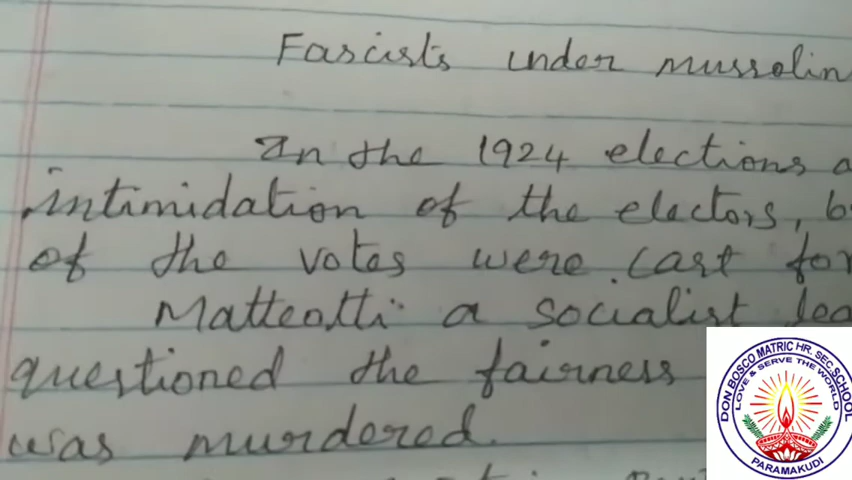 Fascists under mussolin
In the 1924 elections a
intimidation of the electors, b
of the votes were cast for
Matteotti a socialist lea
questioned the fairness
was murdered.
DON BOSCO MATRIC HR. SEC. SCHOOL
LOVE & SERVE THE WORLD
PARAMAKUDI